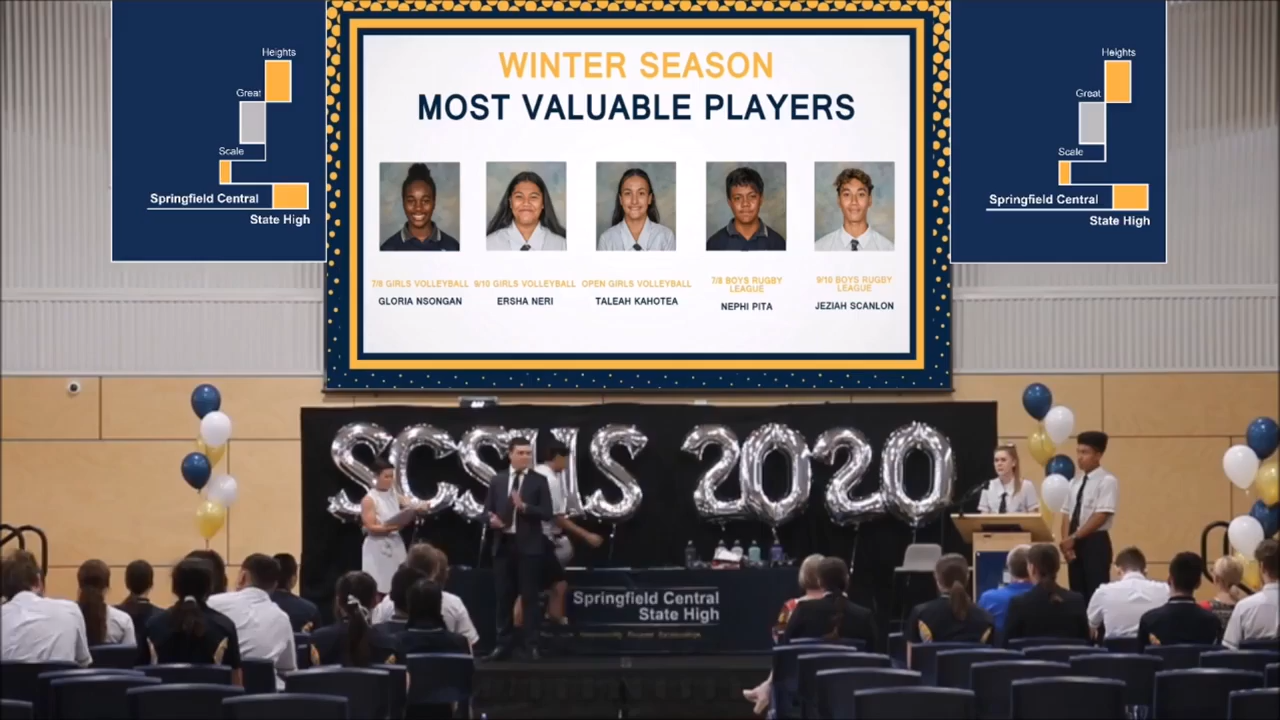 Heights
Great
Scale
Springfield Central
State High
WINTER SEASON
MOST VALUABLE PLAYERS
7/8 GIRLS VOLLEYBALL
GLORIA NSONGAN
9/10 GIRLS VOLLEYBALL
ERSHA NERI
OPEN GIRLS VOLLEYBALL
TALEAH KAHOTEA
7/8 BOYS RUGBY
LEAGUE
NEPHI PITA
9/10 BOYS RUGBY
LEAGUE
JEZIAH SCANLON
Heights
Great
Scale
Springfield Central
State High
2020
Springfield Central
State High